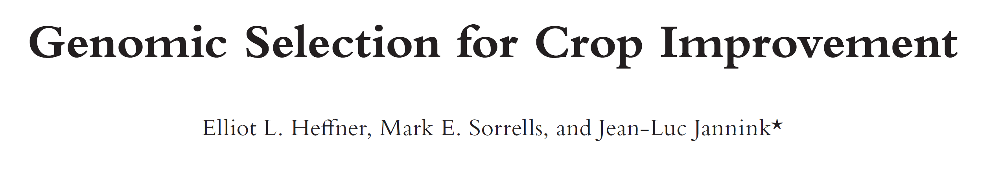 Genomic Selection for Crop Improvement
Elliot L. Heffner, Mark E. Sorrells, and Jean-Luc Jannink★